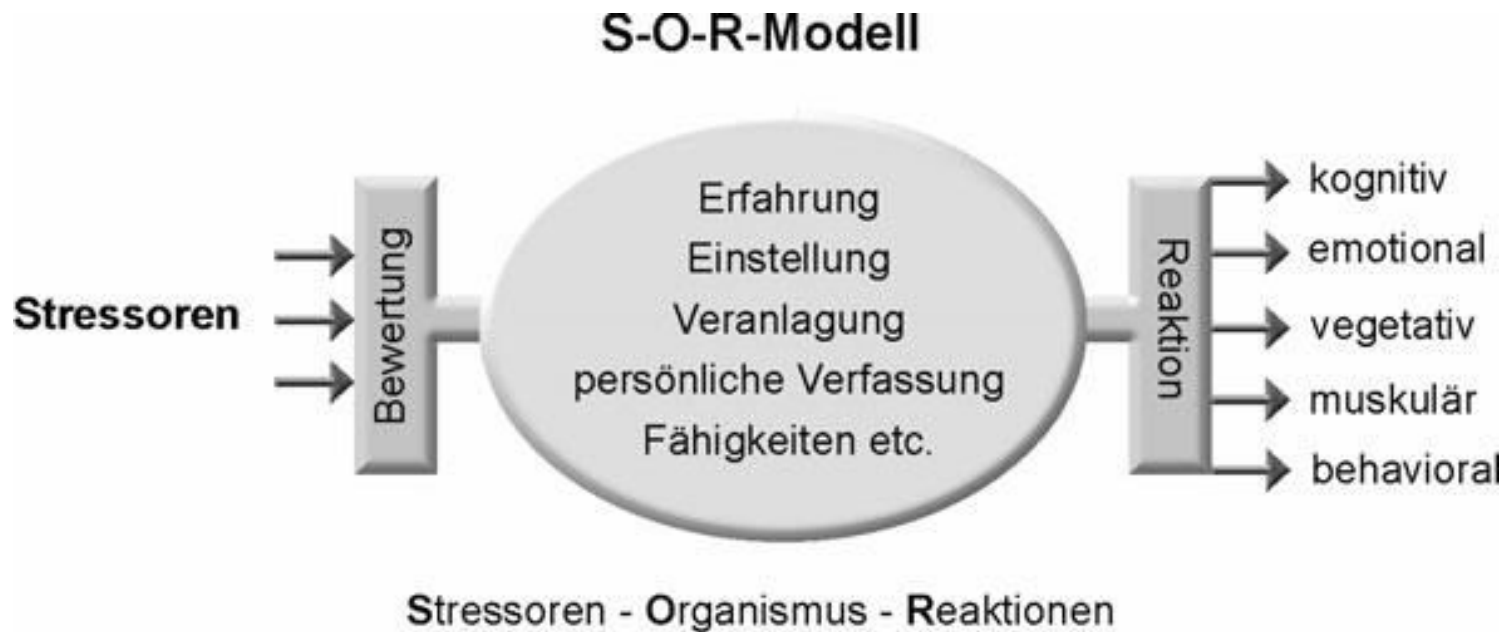 S-O-R-Modell
Stressoren
Bewertung
Erfahrung
Einstellung
Veranlagung
persönliche Verfassung
Fähigkeiten etc.
Reaktion
kognitiv
emotional
vegetativ
muskulär
behavioral
Stressoren - Organismus - Reaktionen